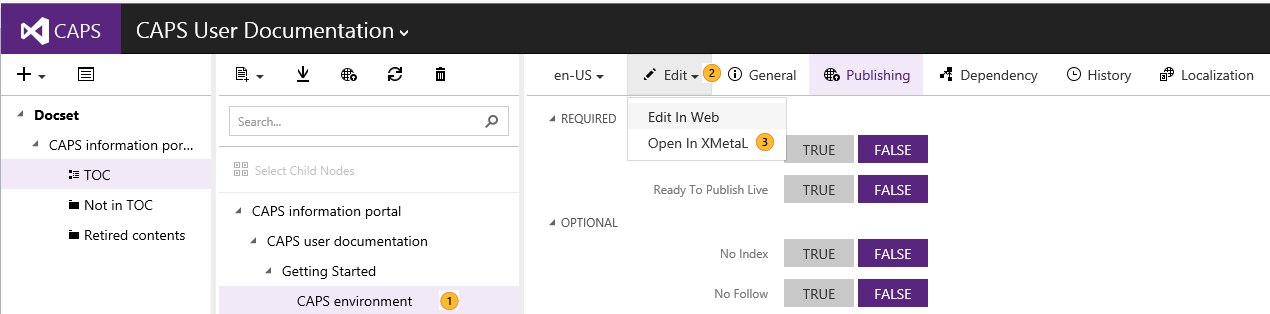 CAPS
CAPS User Documentation
en-US
Edit
2
General
Publishing
Dependency
History
Localization
Docset
CAPS information por...
TOC
Not in TOC
Retired contents
Search...
Select Child Nodes
CAPS information portal
CAPS user documentation
Getting Started
CAPS environment
1
Edit In Web
Open In XMetaL
3
REQUIRED
TRUE
FALSE
Ready To Publish Live
TRUE
FALSE
OPTIONAL
No Index
TRUE
FALSE
No Follow
TRUE
FALSE